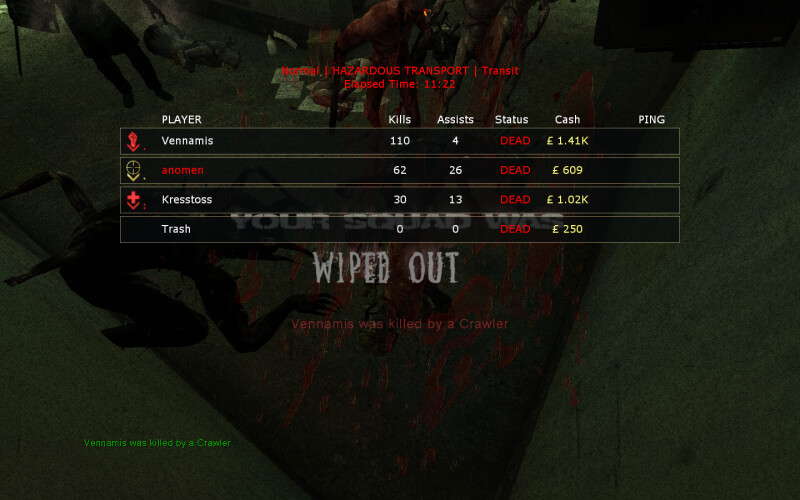 Normal | HAZARDOUS TRANSPORT | Transit
Elapsed Time: 11:22
PLAYER Kills Assists Status Cash PING
Vennamis 110 4 DEAD £ 1.41K
anomen 62 26 DEAD £ 609
Kresstoss 30 13 DEAD £ 1.02K
Trash 0 0 DEAD £ 250
YOUR SQUAD WAS
WIPED OUT
Vennamis was killed by a Crawler
Vennamis was killed by a Crawler